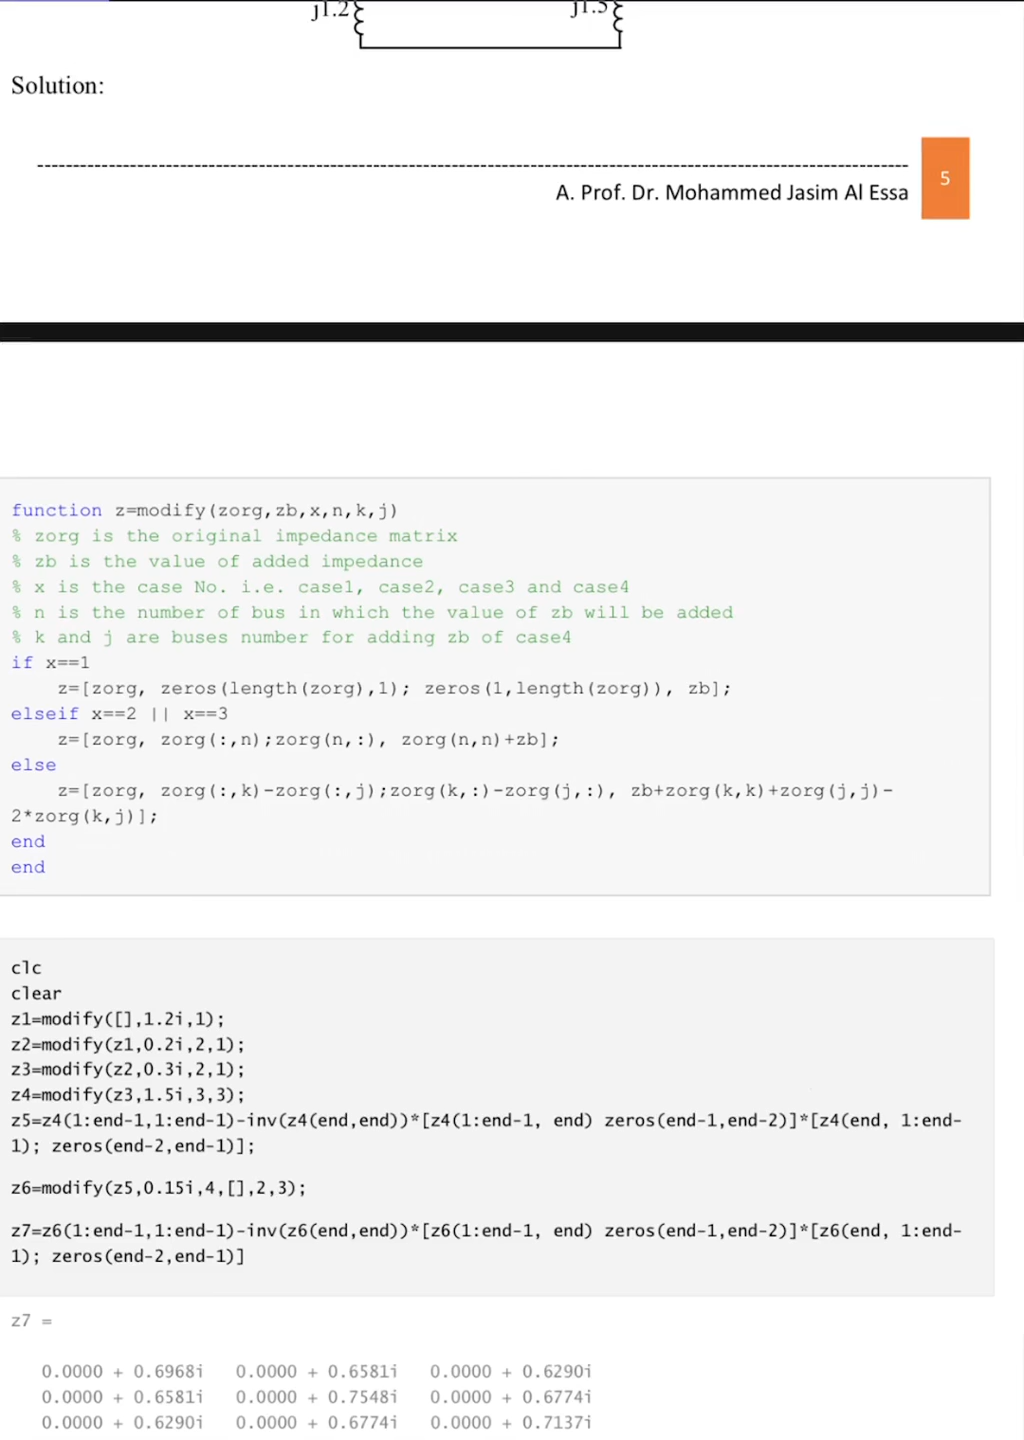 j1.2
j1.5
Solution:
5
A. Prof. Dr. Mohammed Jasim Al Essa
function z=modify(zorg,zb,x,n,k,j)
% zorg is the original impedance matrix
% zb is the value of added impedance
% x is the case No. i.e. case1, case2, case3 and case4
% n is the number of bus in which the value of zb will be added
% k and j are buses number for adding zb of case4
if x==1
z=[zorg, zeros(length(zorg),1); zeros(1,length(zorg)), zb];
elseif x==2 || x==3
z=[zorg, zorg(:,n);zorg(n,:), zorg(n,n)+zb];
else
z=[zorg, zorg(:,k)-zorg(:,j);zorg(k,:)-zorg(j,:), zb+zorg(k,k)+zorg(j,j)-
2*zorg(k,j)];
end
end
clc
clear
z1=modify([],1.2i,1);
z2=modify(z1,0.2i,2,1);
z3=modify(z2,0.3i,2,1);
z4=modify(z3,1.5i,3,3);
z5=z4(1:end-1,1:end-1)-inv(z4(end,end))*[z4(1:end-1, end) zeros(end-1,end-2)]*[z4(end, 1:end-
1); zeros(end-2,end-1)];
z6=modify(z5,0.15i,4,[],2,3);
z7=z6(1:end-1,1:end-1)-inv(z6(end,end))*[z6(1:end-1, end) zeros(end-1,end-2)]*[z6(end, 1:end-
1); zeros(end-2,end-1)]
z7 =
0.0000 + 0.6968i 0.0000 + 0.6581i 0.0000 + 0.6290i
0.0000 + 0.6581i 0.0000 + 0.7548i 0.0000 + 0.6774i
0.0000 + 0.6290i 0.0000 + 0.6774i 0.0000 + 0.7137i